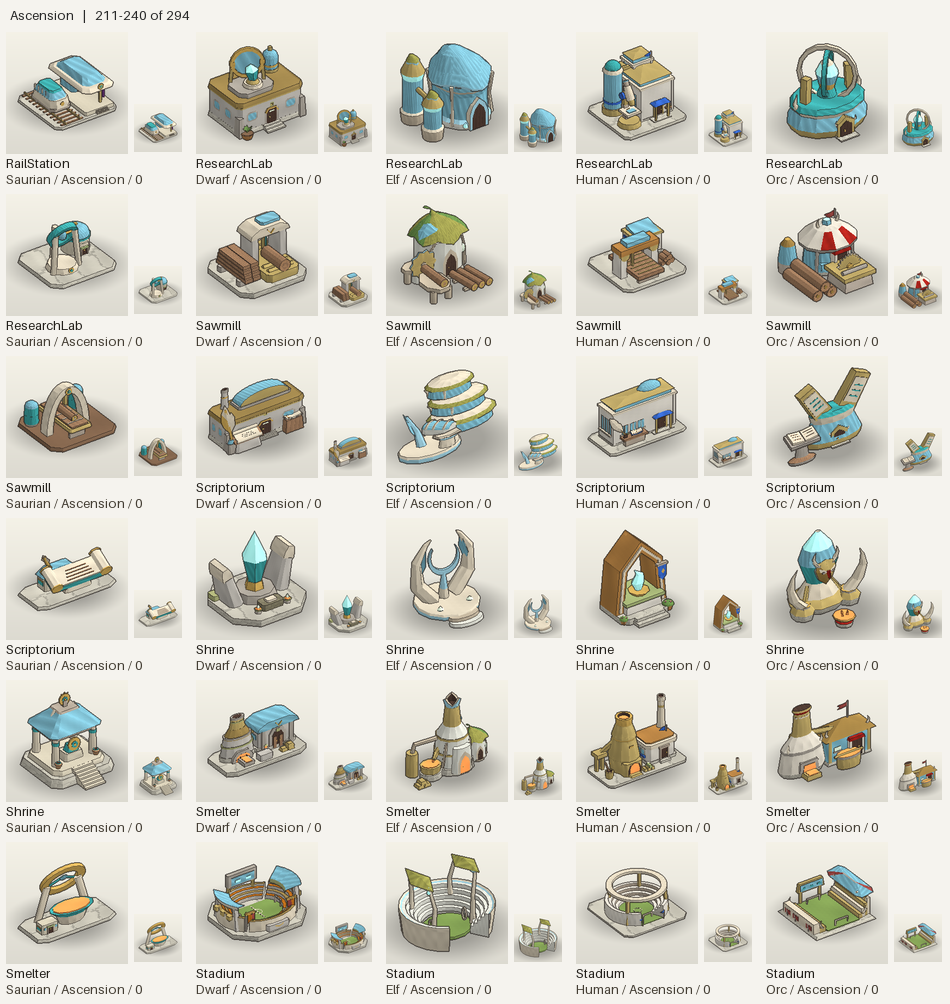 Ascension | 211-240 of 294
RailStation
Saurian / Ascension / 0
ResearchLab
Dwarf / Ascension / 0
ResearchLab
Elf / Ascension / 0
ResearchLab
Human / Ascension / 0
ResearchLab
Orc / Ascension / 0
ResearchLab
Saurian / Ascension / 0
Sawmill
Dwarf / Ascension / 0
Sawmill
Elf / Ascension / 0
Sawmill
Human / Ascension / 0
Sawmill
Orc / Ascension / 0
Sawmill
Saurian / Ascension / 0
Scriptorium
Dwarf / Ascension / 0
Scriptorium
Elf / Ascension / 0
Scriptorium
Human / Ascension / 0
Scriptorium
Orc / Ascension / 0
Scriptorium
Saurian / Ascension / 0
Shrine
Dwarf / Ascension / 0
Shrine
Elf / Ascension / 0
Shrine
Human / Ascension / 0
Shrine
Orc / Ascension / 0
Shrine
Saurian / Ascension / 0
Smelter
Dwarf / Ascension / 0
Smelter
Elf / Ascension / 0
Smelter
Human / Ascension / 0
Smelter
Orc / Ascension / 0
Smelter
Saurian / Ascension / 0
Stadium
Dwarf / Ascension / 0
Stadium
Elf / Ascension / 0
Stadium
Human / Ascension / 0
Stadium
Orc / Ascension / 0